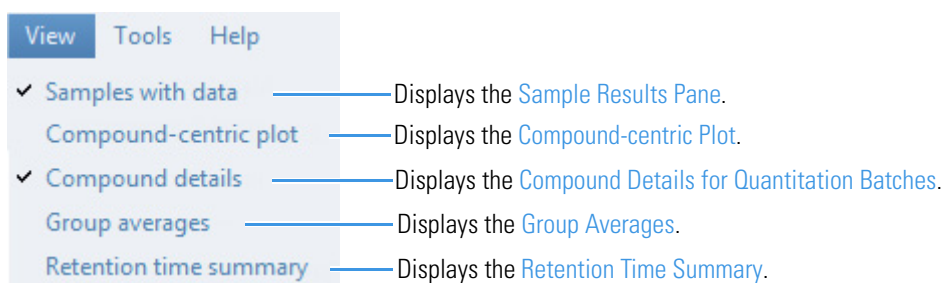 View Tools Help
✓ Samples with data Displays the Sample Results Pane.
Compound-centric plot Displays the Compound-centric Plot.
✓ Compound details Displays the Compound Details for Quantitation Batches.
Group averages Displays the Group Averages.
Retention time summary Displays the Retention Time Summary.